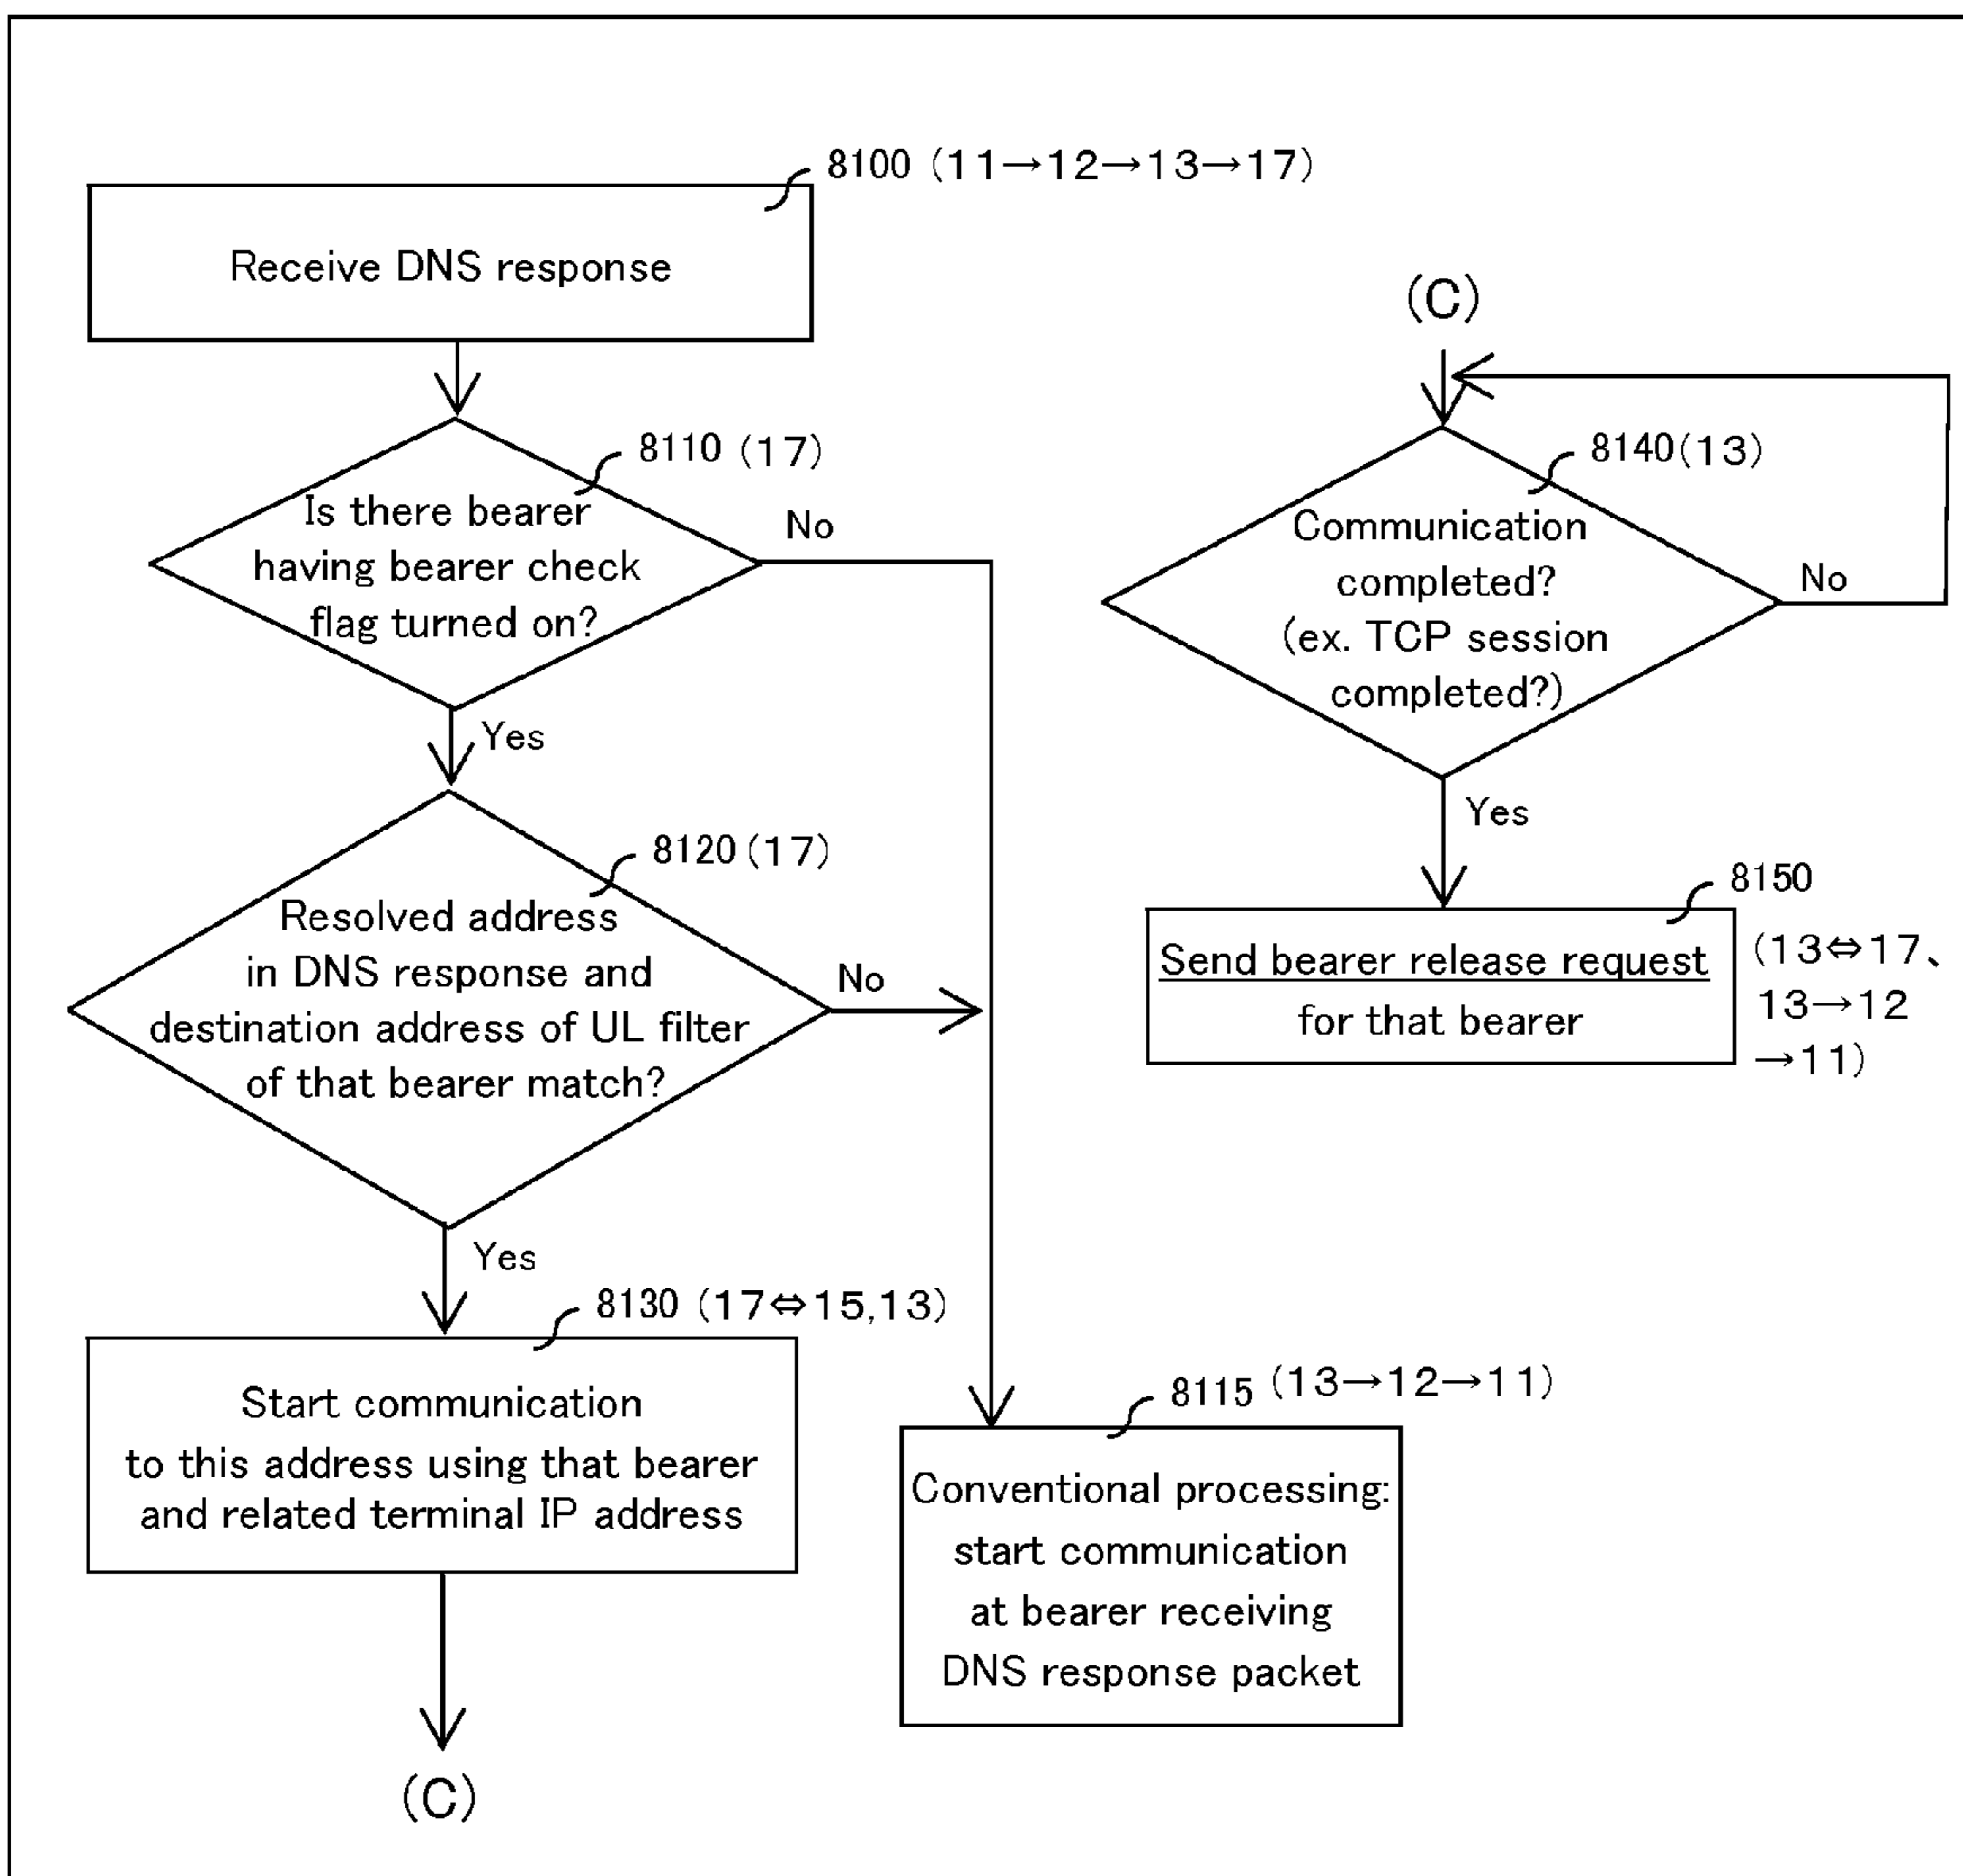 8100 (11→12→13→17)
Receive DNS response
8110 (17)
Is there bearer
having bearer check
flag turned on?
No
Yes
8120 (17)
Resolved address
in DNS response and
destination address of UL filter
of that bearer match?
No
Yes
8130 (17⇔15,13)
Start communication
to this address using that bearer
and related terminal IP address
(C)
8115 (13→12→11)
Conventional processing:
start communication
at bearer receiving
DNS response packet
(C)
8140(13)
Communication
completed?
(ex. TCP session
completed?)
No
Yes
8150
(13⇔17、
13→12
→11)
Send bearer release request
for that bearer